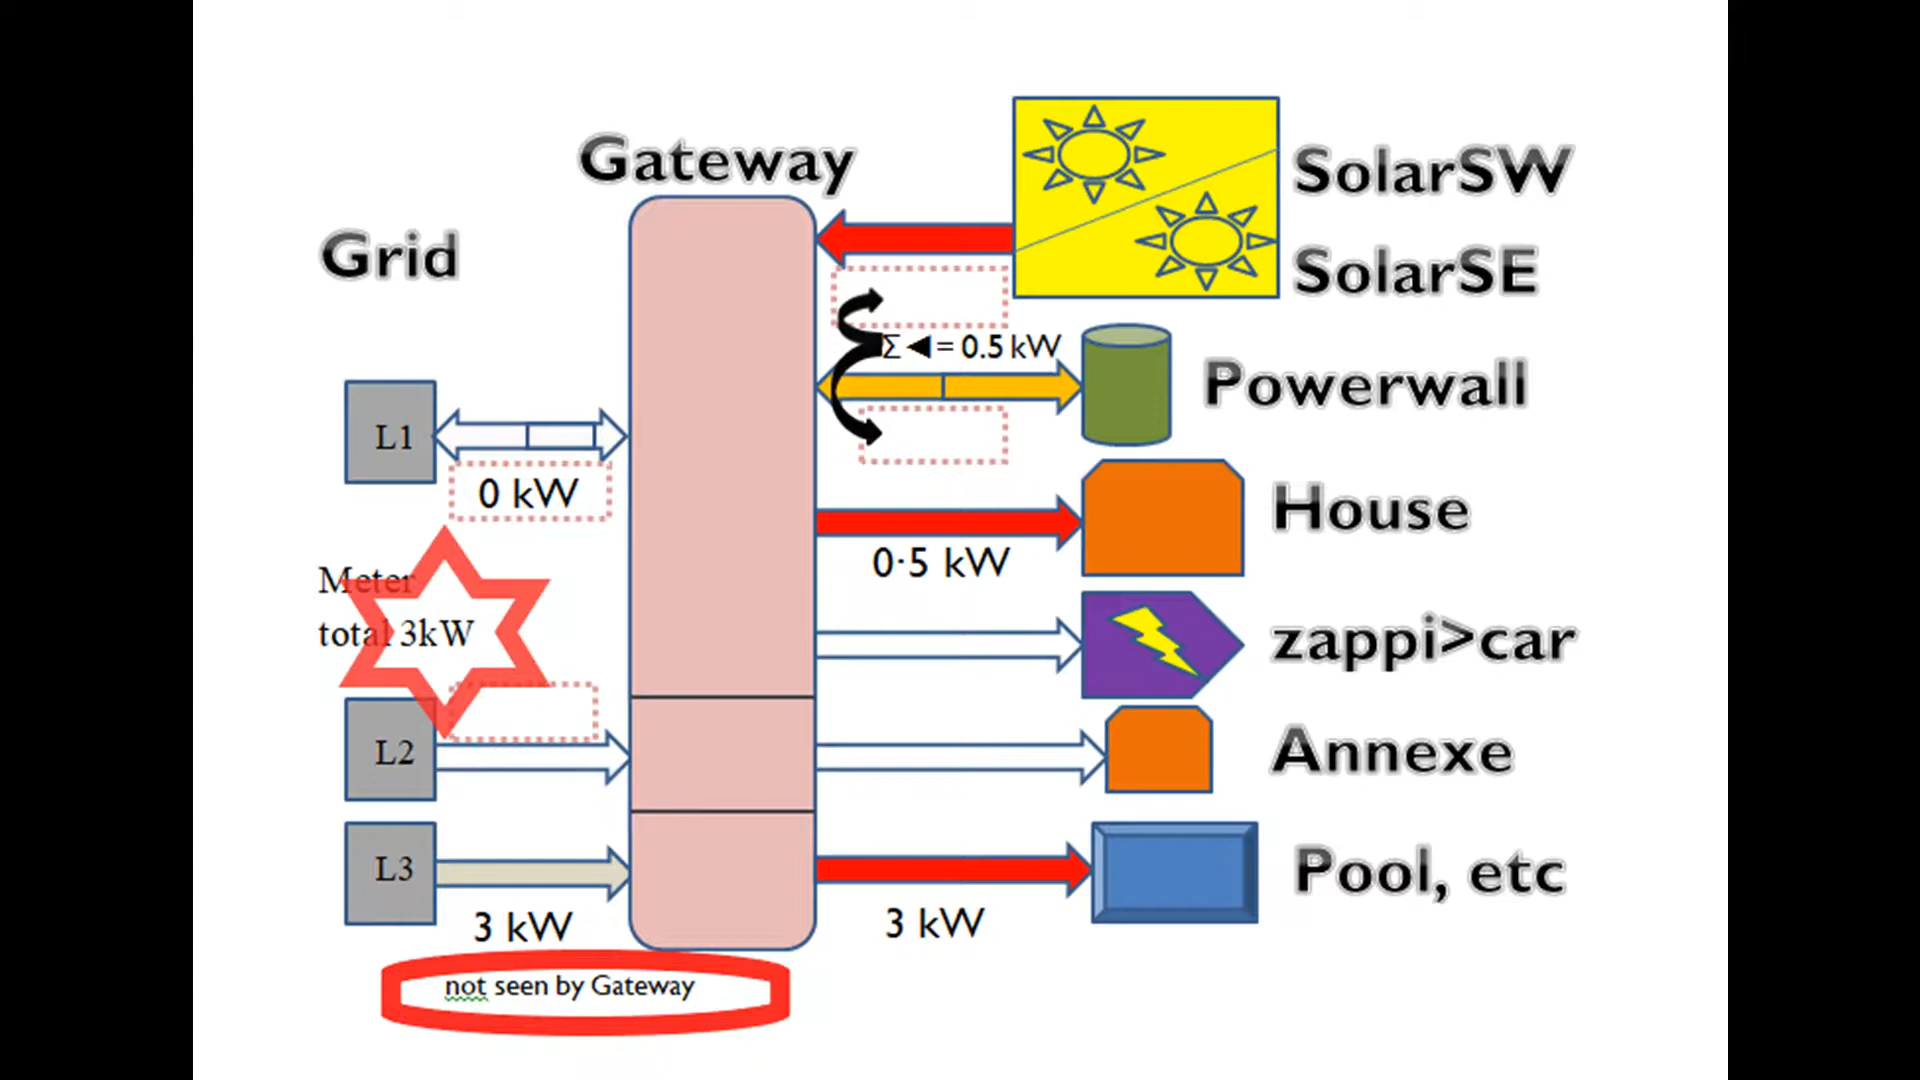 Gateway
SolarSW
Grid
SolarSE
Σ ◄= 0.5 kW
Powerwall
L1
0 kW
House
0·5 kW
Meter
total 3kW
zappi>car
L2
Annexe
L3
Pool, etc
3 kW
3 kW
not seen by Gateway